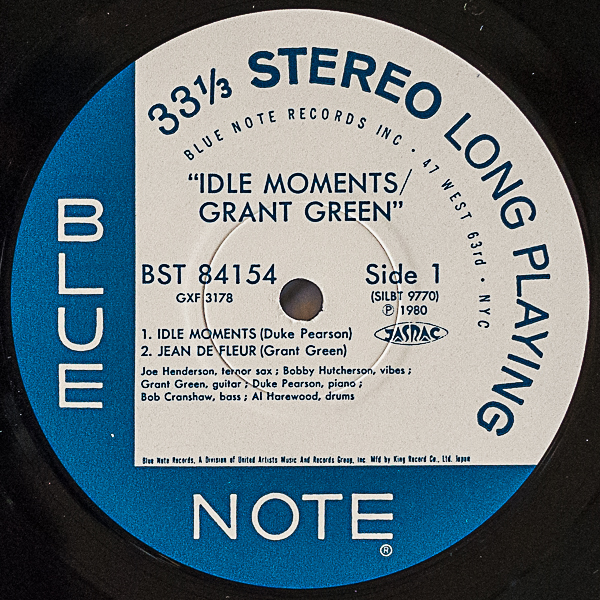 33⅓ STEREO LONG PLAYING
BLUE NOTE RECORDS INC · 47 WEST 63rd · NYC
"IDLE MOMENTS/
GRANT GREEN"
BST 84154 Side 1
GXF 3178 (SILBT 9770)
Ⓟ 1980
JASRAC
1. IDLE MOMENTS (Duke Pearson)
2. JEAN DE FLEUR (Grant Green)
Joe Henderson, ternor sax ; Bobby Hutcherson, vibes ;
Grant Green, guitar ; Duke Pearson, piano ;
Bob Cranshaw, bass ; Al Harewood, drums
Blue Note Records, A Division of United Artists Music And Records Group, Inc Mfd by King Record Co., Ltd. Japan
BLUE
NOTE
®